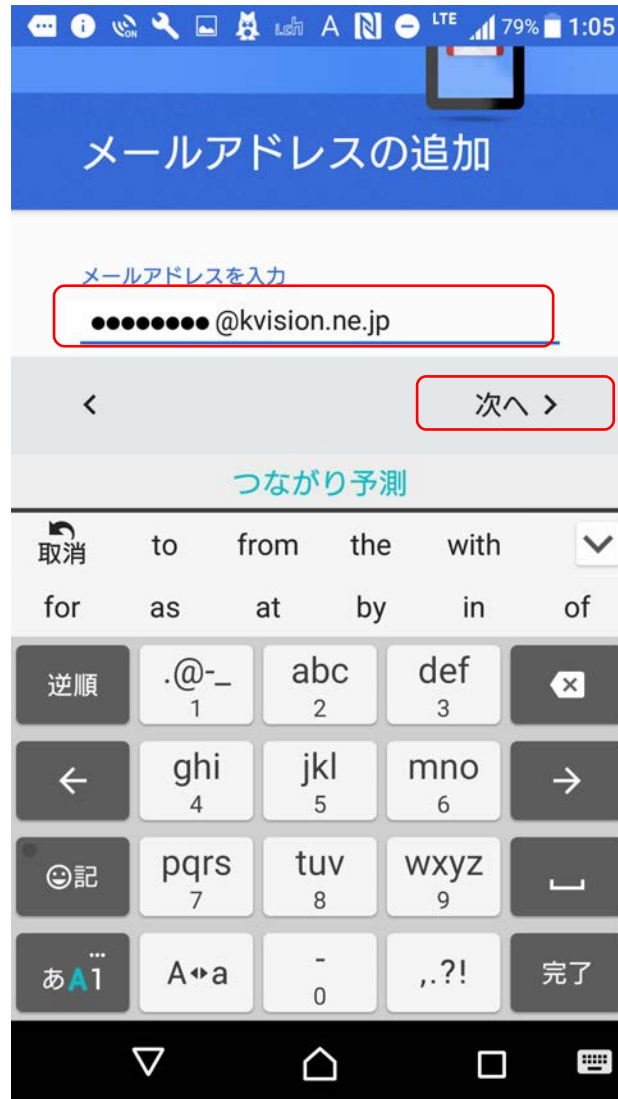 ON LTE 79% 1:05
メールアドレスの追加
メールアドレスを入力
●●●●●●●● @kvision.ne.jp
次へ
つながり予測
取消 to from the with
for as at by in of
逆順 .@-_ 1 abc 2 def 3
ghi 4 jkl 5 mno 6
記 pqrs 7 tuv 8 wxyz 9
あA1 A a - 0 ,.?! 完了